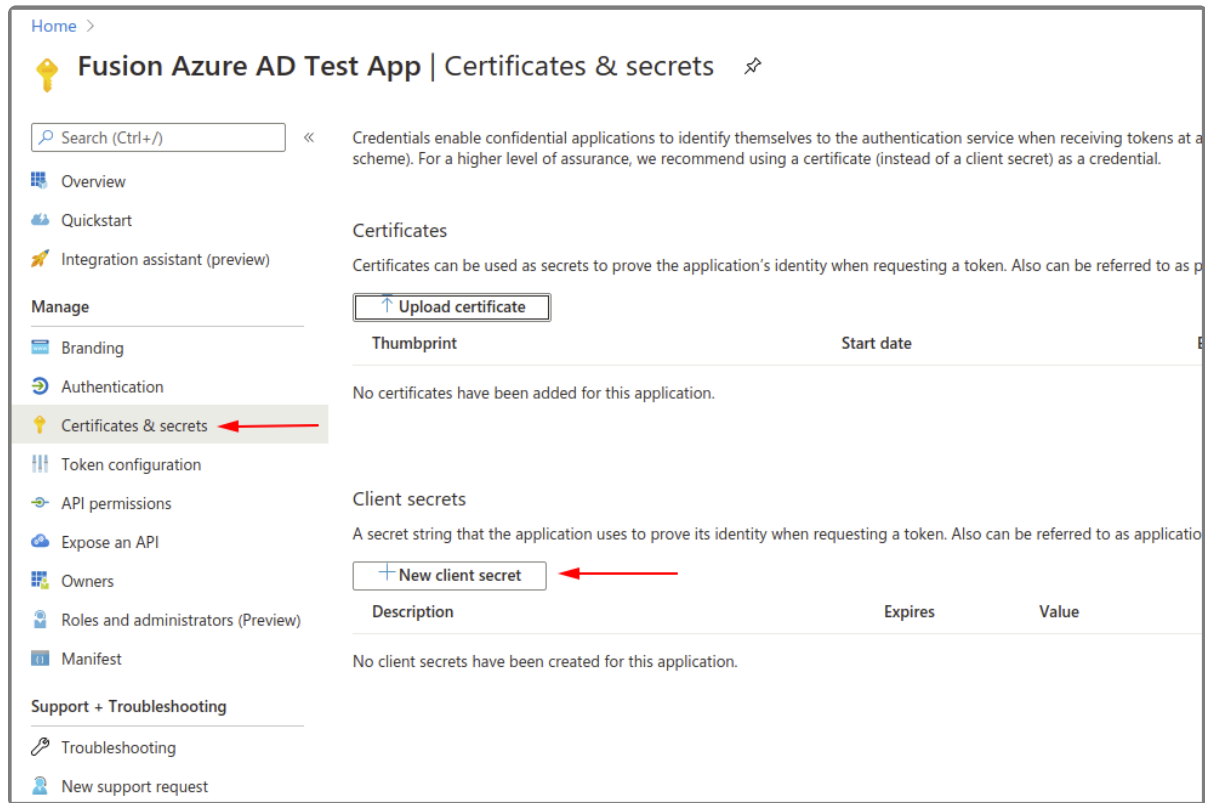 Home >
Fusion Azure AD Test App | Certificates & secrets
Search (Ctrl+/)
«
Overview
Quickstart
Integration assistant (preview)
Manage
Branding
Authentication
Certificates & secrets
Token configuration
API permissions
Expose an API
Owners
Roles and administrators (Preview)
Manifest
Support + Troubleshooting
Troubleshooting
New support request
Credentials enable confidential applications to identify themselves to the authentication service when receiving tokens at a
scheme). For a higher level of assurance, we recommend using a certificate (instead of a client secret) as a credential.
Certificates
Certificates can be used as secrets to prove the application's identity when requesting a token. Also can be referred to as p
Upload certificate
Thumbprint Start date
No certificates have been added for this application.
Client secrets
A secret string that the application uses to prove its identity when requesting a token. Also can be referred to as applicatio
New client secret
Description Expires Value
No client secrets have been created for this application.